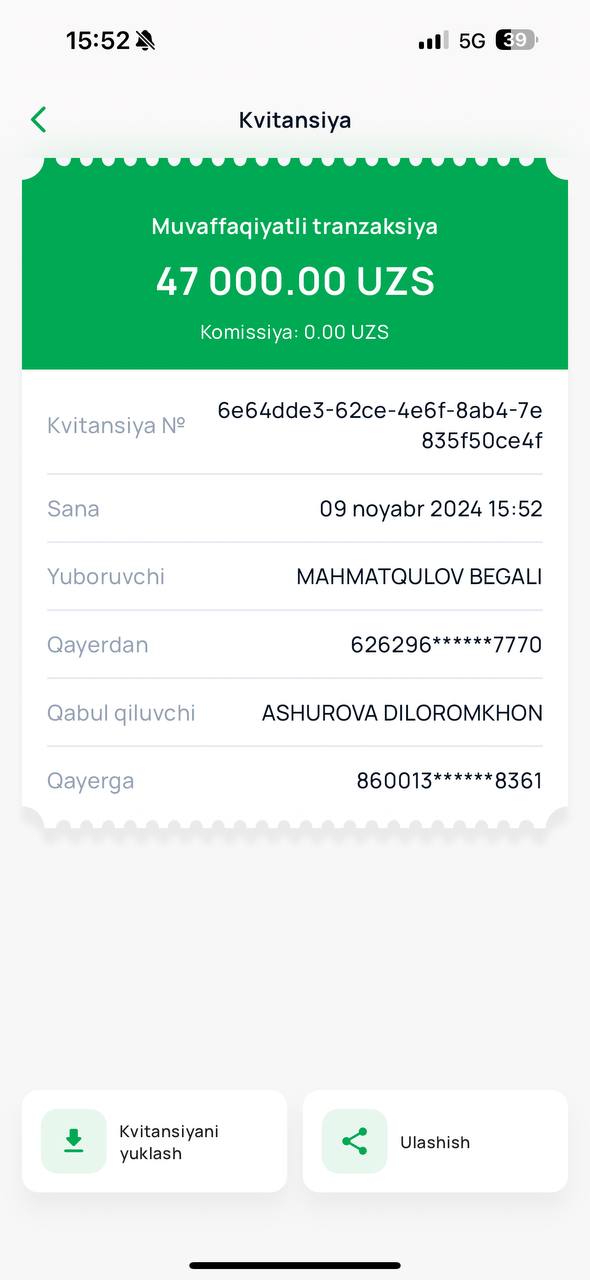 15:52
5G
39
Kvitansiya
Muvaffaqiyatli tranzaksiya
47 000.00 UZS
Komissiya: 0.00 UZS
Kvitansiya №
6e64dde3-62ce-4e6f-8ab4-7e
835f50ce4f
Sana
09 noyabr 2024 15:52
Yuboruvchi
MAHMATQULOV BEGALI
Qayerdan
626296******7770
Qabul qiluvchi
ASHUROVA DILOROMKHON
Qayerga
860013******8361
Kvitansiyani
yuklash
Ulashish